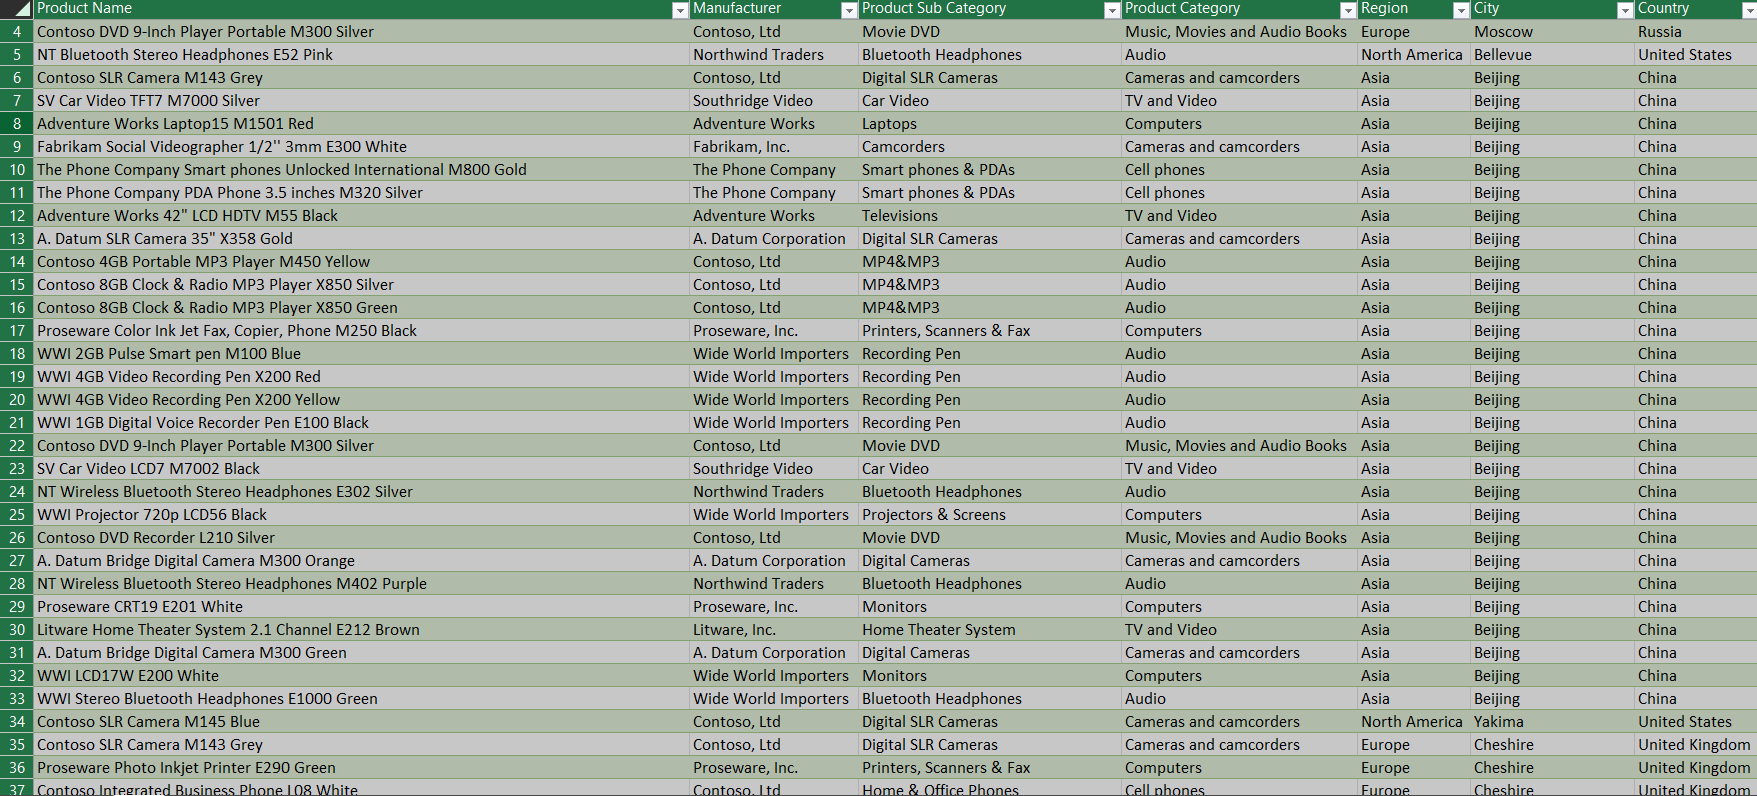 Product Name Manufacturer Product Sub Category Product Category Region City Country
4 Contoso DVD 9-Inch Player Portable M300 Silver Contoso, Ltd Movie DVD Music, Movies and Audio Books Europe Moscow Russia
5 NT Bluetooth Stereo Headphones E52 Pink Northwind Traders Bluetooth Headphones Audio North America Bellevue United States
6 Contoso SLR Camera M143 Grey Contoso, Ltd Digital SLR Cameras Cameras and camcorders Asia Beijing China
7 SV Car Video TFT7 M7000 Silver Southridge Video Car Video TV and Video Asia Beijing China
8 Adventure Works Laptop15 M1501 Red Adventure Works Laptops Computers Asia Beijing China
9 Fabrikam Social Videographer 1/2'' 3mm E300 White Fabrikam, Inc. Camcorders Cameras and camcorders Asia Beijing China
10 The Phone Company Smart phones Unlocked International M800 Gold The Phone Company Smart phones & PDAs Cell phones Asia Beijing China
11 The Phone Company PDA Phone 3.5 inches M320 Silver The Phone Company Smart phones & PDAs Cell phones Asia Beijing China
12 Adventure Works 42" LCD HDTV M55 Black Adventure Works Televisions TV and Video Asia Beijing China
13 A. Datum SLR Camera 35" X358 Gold A. Datum Corporation Digital SLR Cameras Cameras and camcorders Asia Beijing China
14 Contoso 4GB Portable MP3 Player M450 Yellow Contoso, Ltd MP4&MP3 Audio Asia Beijing China
15 Contoso 8GB Clock & Radio MP3 Player X850 Silver Contoso, Ltd MP4&MP3 Audio Asia Beijing China
16 Contoso 8GB Clock & Radio MP3 Player X850 Green Contoso, Ltd MP4&MP3 Audio Asia Beijing China
17 Proseware Color Ink Jet Fax, Copier, Phone M250 Black Proseware, Inc. Printers, Scanners & Fax Computers Asia Beijing China
18 WWI 2GB Pulse Smart pen M100 Blue Wide World Importers Recording Pen Audio Asia Beijing China
19 WWI 4GB Video Recording Pen X200 Red Wide World Importers Recording Pen Audio Asia Beijing China
20 WWI 4GB Video Recording Pen X200 Yellow Wide World Importers Recording Pen Audio Asia Beijing China
21 WWI 1GB Digital Voice Recorder Pen E100 Black Wide World Importers Recording Pen Audio Asia Beijing China
22 Contoso DVD 9-Inch Player Portable M300 Silver Contoso, Ltd Movie DVD Music, Movies and Audio Books Asia Beijing China
23 SV Car Video LCD7 M7002 Black Southridge Video Car Video TV and Video Asia Beijing China
24 NT Wireless Bluetooth Stereo Headphones E302 Silver Northwind Traders Bluetooth Headphones Audio Asia Beijing China
25 WWI Projector 720p LCD56 Black Wide World Importers Projectors & Screens Computers Asia Beijing China
26 Contoso DVD Recorder L210 Silver Contoso, Ltd Movie DVD Music, Movies and Audio Books Asia Beijing China
27 A. Datum Bridge Digital Camera M300 Orange A. Datum Corporation Digital Cameras Cameras and camcorders Asia Beijing China
28 NT Wireless Bluetooth Stereo Headphones M402 Purple Northwind Traders Bluetooth Headphones Audio Asia Beijing China
29 Proseware CRT19 E201 White Proseware, Inc. Monitors Computers Asia Beijing China
30 Litware Home Theater System 2.1 Channel E212 Brown Litware, Inc. Home Theater System TV and Video Asia Beijing China
31 A. Datum Bridge Digital Camera M300 Green A. Datum Corporation Digital Cameras Cameras and camcorders Asia Beijing China
32 WWI LCD17W E200 White Wide World Importers Monitors Computers Asia Beijing China
33 WWI Stereo Bluetooth Headphones E1000 Green Wide World Importers Bluetooth Headphones Audio Asia Beijing China
34 Contoso SLR Camera M145 Blue Contoso, Ltd Digital SLR Cameras Cameras and camcorders North America Yakima United States
35 Contoso SLR Camera M143 Grey Contoso, Ltd Digital SLR Cameras Cameras and camcorders Europe Cheshire United Kingdom
36 Proseware Photo Inkjet Printer E290 Green Proseware, Inc. Printers, Scanners & Fax Computers Europe Cheshire United Kingdom
37 Contoso Integrated Business Phone L08 White Contoso, Ltd Home & Office Phones Cell phones Europe Cheshire United Kingdom